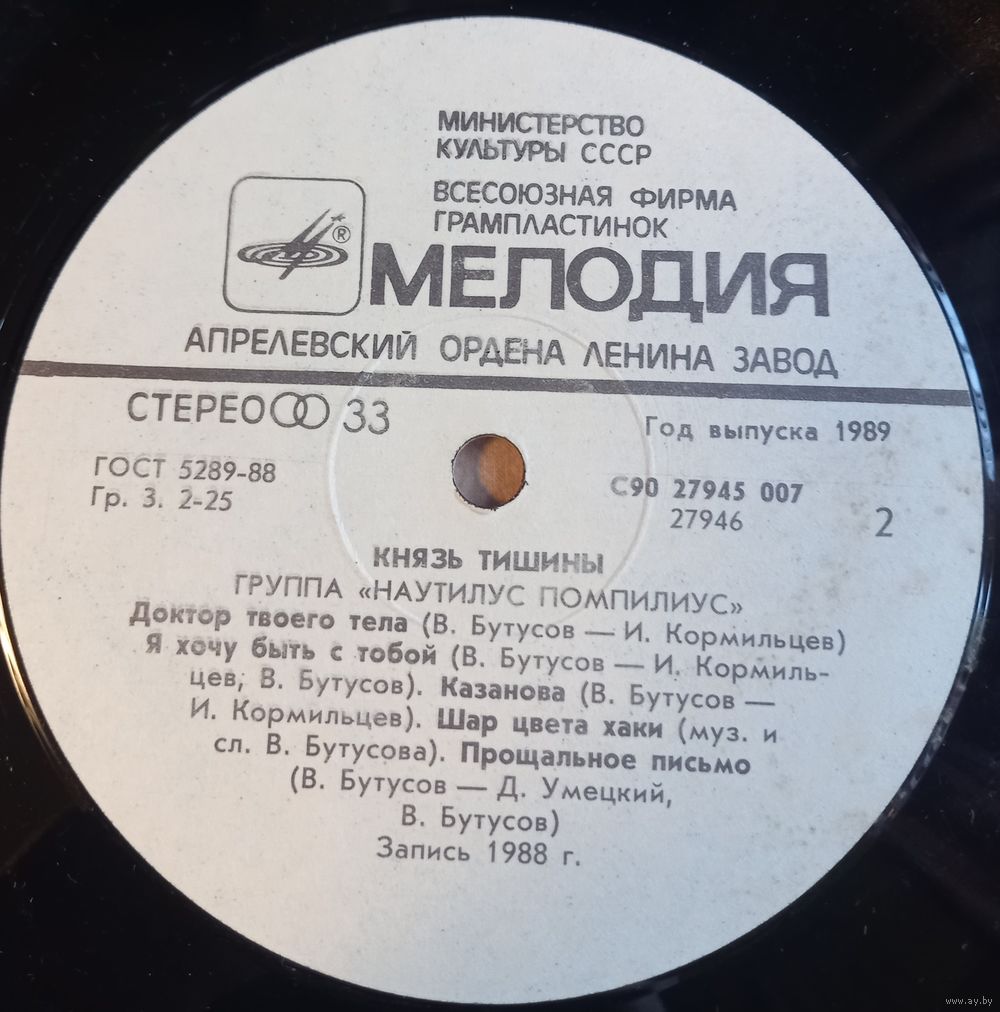 МИНИСТЕРСТВО
КУЛЬТУРЫ СССР
ВСЕСОЮЗНАЯ ФИРМА
ГРАМПЛАСТИНОК
®
МЕЛОДИЯ
АПРЕЛЕВСКИЙ ОРДЕНА ЛЕНИНА ЗАВОД
СТЕРЕО 33
Год выпуска 1989
ГОСТ 5289-88
Гр. 3. 2-25
С90 27945 007
27946
2
КНЯЗЬ ТИШИНЫ
ГРУППА «НАУТИЛУС ПОМПИЛИУС»
Доктор твоего тела (В. Бутусов — И. Кормильцев)
Я хочу быть с тобой (В. Бутусов — И. Кормиль-
цев, В. Бутусов). Казанова (В. Бутусов —
И. Кормильцев). Шар цвета хаки (муз. и
сл. В. Бутусова). Прощальное письмо
(В. Бутусов — Д. Умецкий,
В. Бутусов)
Запись 1988 г.
www.ay.by